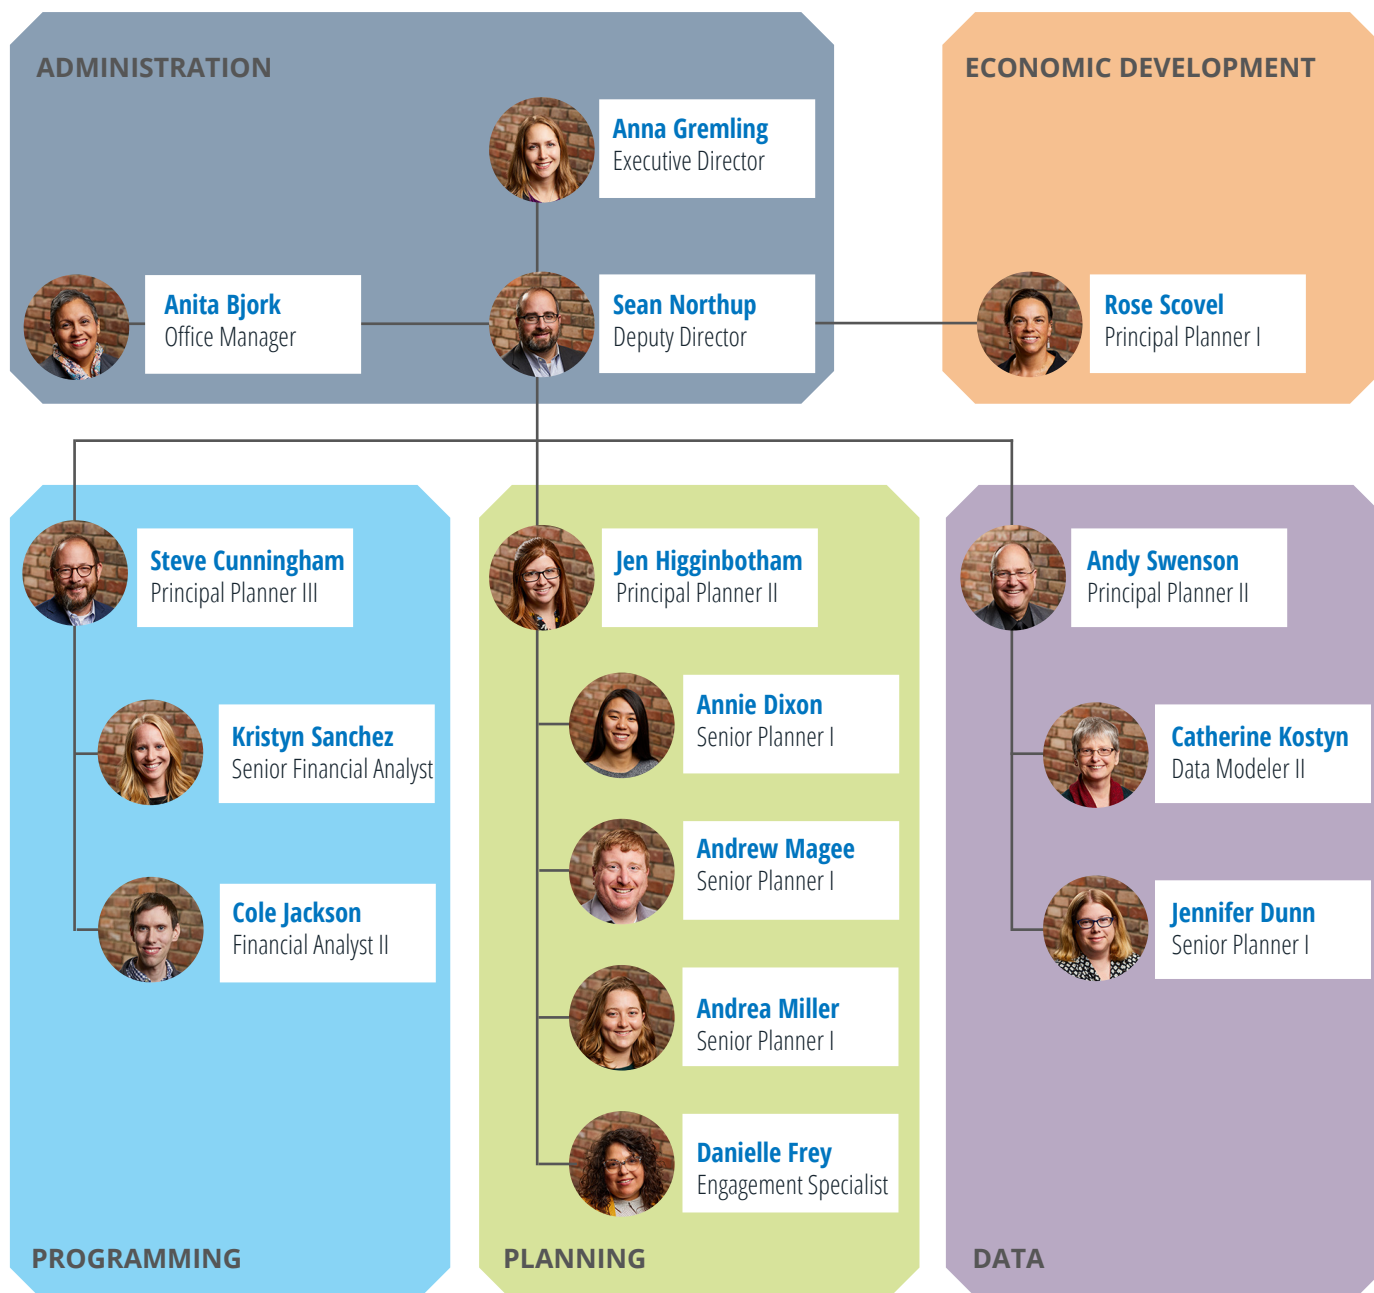 ADMINISTRATION
ECONOMIC DEVELOPMENT
Anna Gremling
Executive Director
Anita Bjork
Office Manager
Sean Northup
Deputy Director
Rose Scovel
Principal Planner I
Steve Cunningham
Principal Planner III
Kristyn Sanchez
Senior Financial Analyst
Cole Jackson
Financial Analyst II
PROGRAMMING
Jen Higginbotham
Principal Planner II
Annie Dixon
Senior Planner I
Andrew Magee
Senior Planner I
Andrea Miller
Senior Planner I
Danielle Frey
Engagement Specialist
PLANNING
Andy Swenson
Principal Planner II
Catherine Kostyn
Data Modeler II
Jennifer Dunn
Senior Planner I
DATA